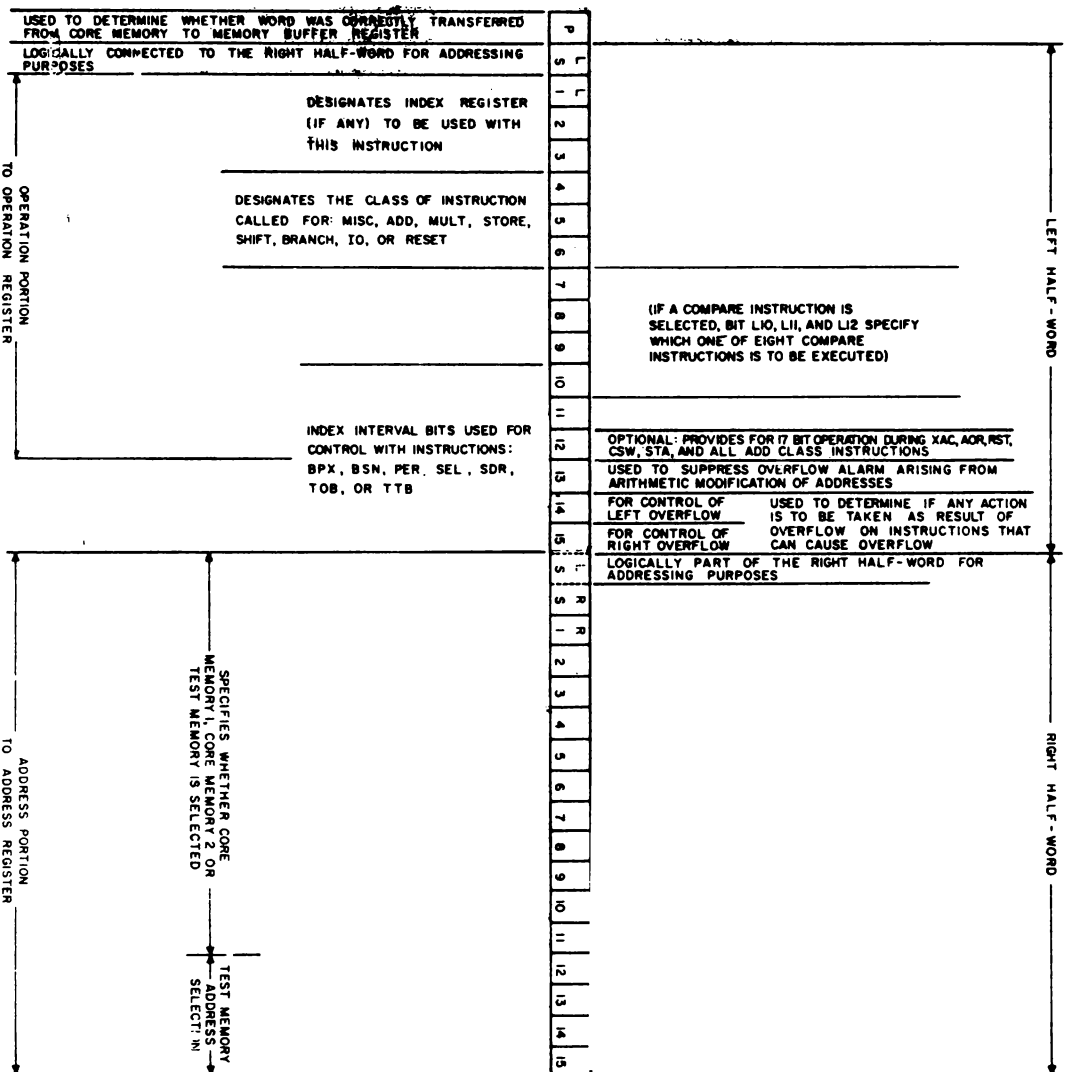 USED TO DETERMINE WHETHER WORD WAS CORRECTLY TRANSFERRED
FROM CORE MEMORY TO MEMORY BUFFER REGISTER
LOGICALLY CONNECTED TO THE RIGHT HALF-WORD FOR ADDRESSING
PURPOSES
DESIGNATES INDEX REGISTER
(IF ANY) TO BE USED WITH
THIS INSTRUCTION
DESIGNATES THE CLASS OF INSTRUCTION
CALLED FOR: MISC, ADD, MULT, STORE,
SHIFT, BRANCH, IO, OR RESET
INDEX INTERVAL BITS USED FOR
CONTROL WITH INSTRUCTIONS:
BPX, BSN, PER. SEL, SDR,
TOB, OR TTB
OPERATION PORTION
TO OPERATION REGISTER
P
L S
L 1
2
3
4
5
6
7
8
9
10
11
12
13
14
15
L S
R S
R 1
2
3
4
5
6
7
8
9
10
11
12
13
14
15
(IF A COMPARE INSTRUCTION IS
SELECTED, BIT L10, L11, AND L12 SPECIFY
WHICH ONE OF EIGHT COMPARE
INSTRUCTIONS IS TO BE EXECUTED)
OPTIONAL: PROVIDES FOR 17 BIT OPERATION DURING XAC, AOR, RST,
CSW, STA, AND ALL ADD CLASS INSTRUCTIONS
USED TO SUPPRESS OVERFLOW ALARM ARISING FROM
ARITHMETIC MODIFICATION OF ADDRESSES
FOR CONTROL OF
LEFT OVERFLOW
FOR CONTROL OF
RIGHT OVERFLOW
USED TO DETERMINE IF ANY ACTION
IS TO BE TAKEN AS RESULT OF
OVERFLOW ON INSTRUCTIONS THAT
CAN CAUSE OVERFLOW
LOGICALLY PART OF THE RIGHT HALF-WORD FOR
ADDRESSING PURPOSES
LEFT HALF-WORD
RIGHT HALF-WORD
SPECIFIES WHETHER CORE
MEMORY 1, CORE MEMORY 2 OR
TEST MEMORY IS SELECTED
TEST MEMORY
ADDRESS
SELECTION
ADDRESS PORTION
TO ADDRESS REGISTER